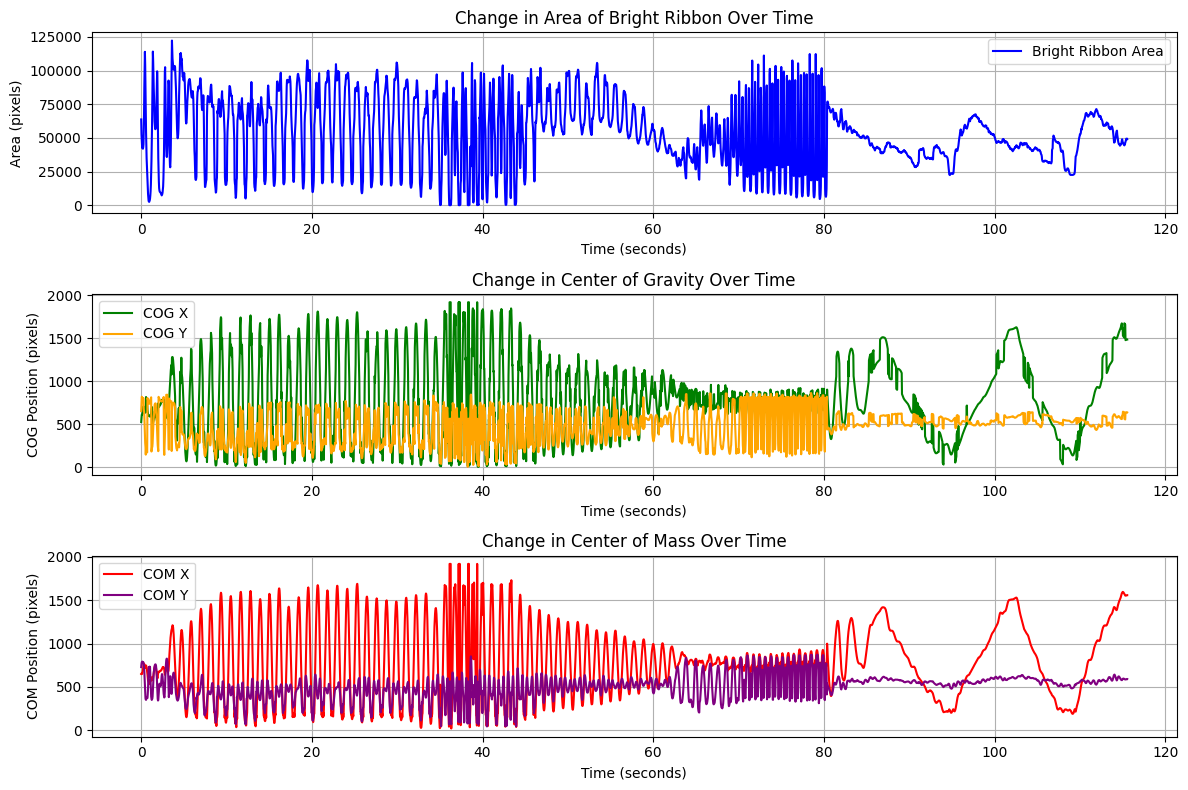 Change in Area of Bright Ribbon Over Time
125000
100000
75000
50000
25000
0
Area (pixels)
Bright Ribbon Area
0 20 40 60 80 100 120
Time (seconds)
Change in Center of Gravity Over Time
2000
1500
1000
500
0
COG Position (pixels)
COG X
COG Y
0 20 40 60 80 100 120
Time (seconds)
Change in Center of Mass Over Time
2000
1500
1000
500
0
COM Position (pixels)
COM X
COM Y
0 20 40 60 80 100 120
Time (seconds)